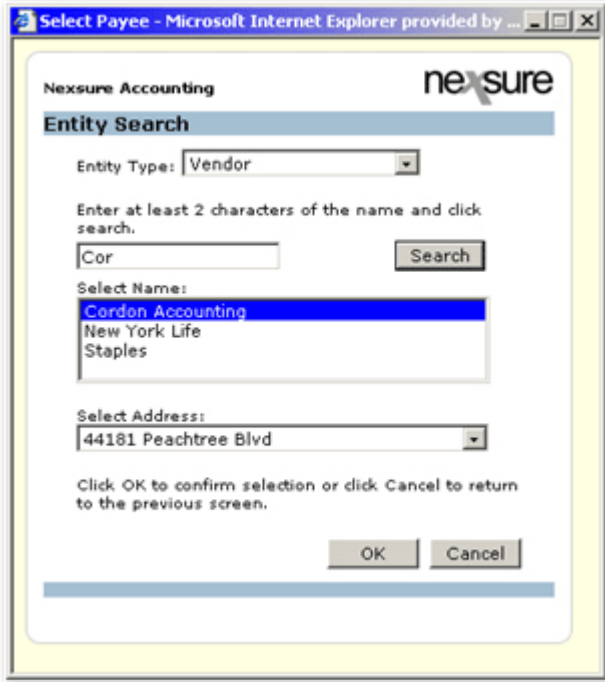 Select Payee - Microsoft Internet Explorer provided by ...
Nexsure Accounting
nexsure
Entity Search
Entity Type: Vendor
Enter at least 2 characters of the name and click
search.
Cor
Search
Select Name:
Cordon Accounting
New York Life
Staples
Select Address:
44181 Peachtree Blvd
Click OK to confirm selection or click Cancel to return
to the previous screen.
OK
Cancel